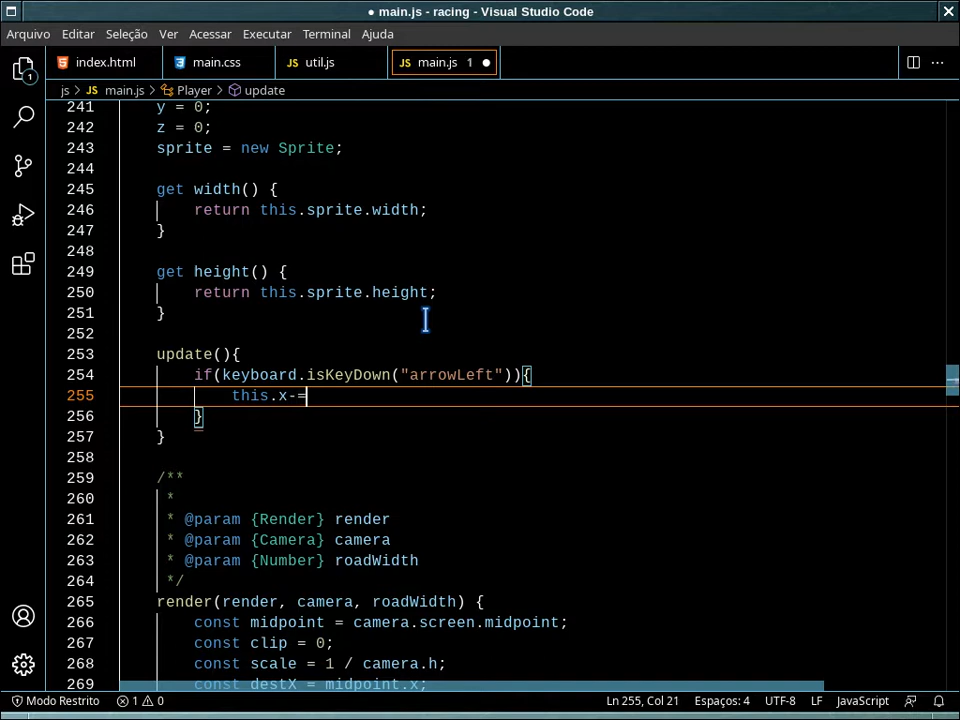 ● main.js - racing - Visual Studio Code
Arquivo Editar Seleção Ver Acessar Executar Terminal Ajuda
1 index.html main.css JS util.js JS main.js 1 ●
js > JS main.js > Player > update
241 y = 0;
242 z = 0;
243 sprite = new Sprite;
244
245 get width() {
246 return this.sprite.width;
247 }
248
249 get height() {
250 return this.sprite.height;
251 }
252
253 update(){
254 if(keyboard.isKeyDown("arrowLeft")){
255 this.x-=
256 }
257 }
258
259 /**
260 *
261 * @param {Render} render
262 * @param {Camera} camera
263 * @param {Number} roadWidth
264 */
265 render(render, camera, roadWidth) {
266 const midpoint = camera.screen.midpoint;
267 const clip = 0;
268 const scale = 1 / camera.h;
269 const destX = midpoint.x;
Modo Restrito 1 0 Ln 255, Col 21 Espaços: 4 UTF-8 LF JavaScript